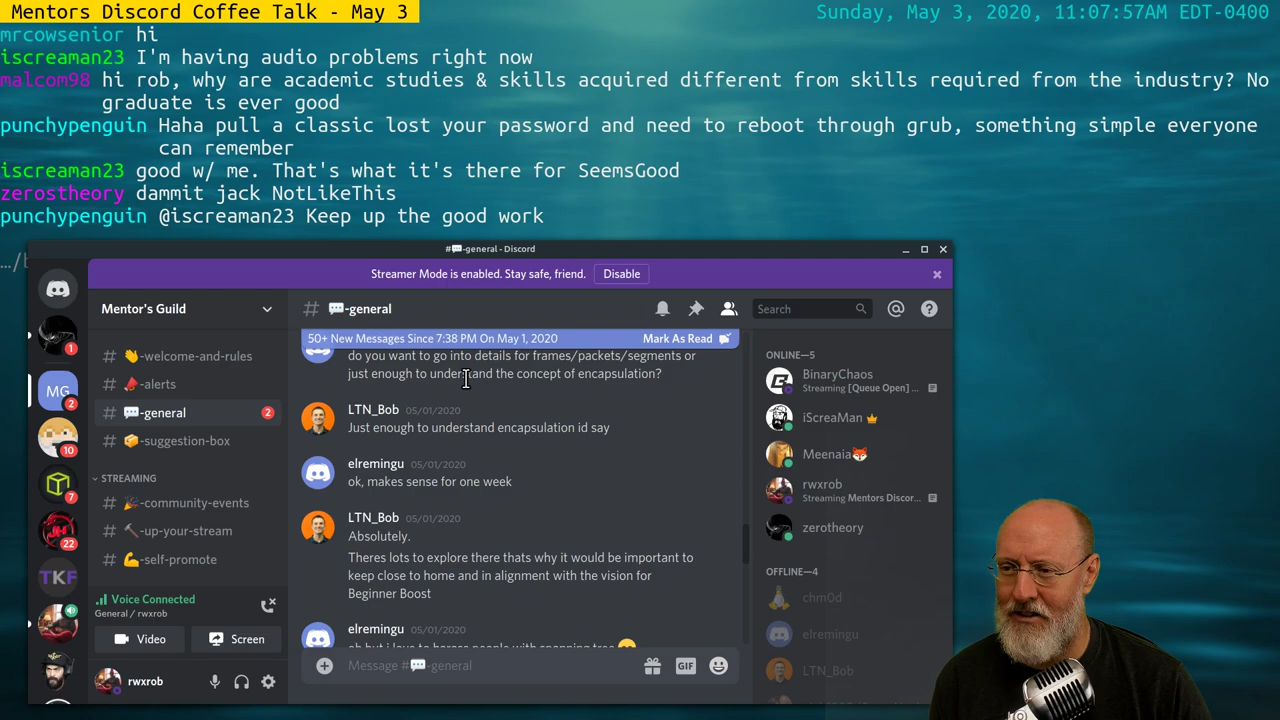 Mentors Discord Coffee Talk - May 3
Sunday, May 3, 2020, 11:07:57AM EDT-0400
mrcowsenior hi
iscreaman23 I'm having audio problems right now
malcom98 hi rob, why are academic studies & skills acquired different from skills required from the industry? No
graduate is ever good
punchypenguin Haha pull a classic lost your password and need to reboot through grub, something simple everyone
can remember
iscreaman23 good w/ me. That's what it's there for SeemsGood
zerostheory dammit jack NotLikeThis
punchypenguin @iscreaman23 Keep up the good work
#💬-general - Discord
Streamer Mode is enabled. Stay safe, friend.
Disable
Mentor's Guild
# 💬-general
Search
# 👋-welcome-and-rules
# 📣-alerts
# 💬-general 2
# 📦-suggestion-box
STREAMING
# 🎉-community-events
# 🔨-up-your-stream
# 💪-self-promote
Voice Connected
General / rwxrob
Video
Screen
rwxrob
1
MG
2
10
7
22
TKF
50+ New Messages Since 7:38 PM On May 1, 2020
Mark As Read
do you want to go into details for frames/packets/segments or
just enough to understand the concept of encapsulation?
LTN_Bob 05/01/2020
Just enough to understand encapsulation id say
elremingu 05/01/2020
ok, makes sense for one week
LTN_Bob 05/01/2020
Absolutely.
Theres lots to explore there thats why it would be important to
keep close to home and in alignment with the vision for
Beginner Boost
elremingu 05/01/2020
Message #💬-general
GIF
ONLINE—5
BinaryChaos
Streaming [Queue Open] ...
iScreaMan
Meenaia🦊
rwxrob
Streaming Mentors Discor...
zerotheory
OFFLINE—4
chm0d
elremingu
LTN_Bob